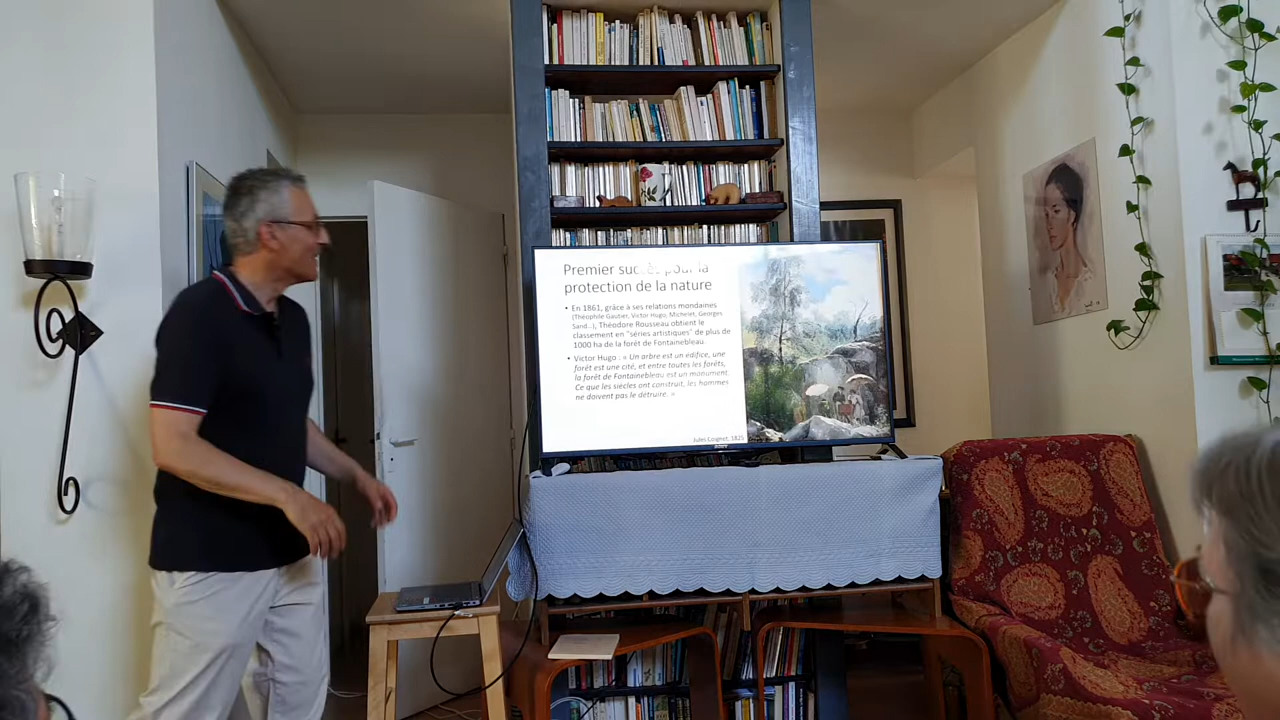 Premier succès pour la
protection de la nature
• En 1861, grâce à ses relations mondaines
(Théophile Gautier, Victor Hugo, Michelet, Georges
Sand...), Théodore Rousseau obtient le
classement en "séries artistiques" de plus de
1000 ha de la forêt de Fontainebleau.
• Victor Hugo : « Un arbre est un édifice, une
forêt est une cité, et entre toutes les forêts,
la forêt de Fontainebleau est un monument.
Ce que les siècles ont construit, les hommes
ne doivent pas le détruire. »
Jules Coignet, 1825
SONY